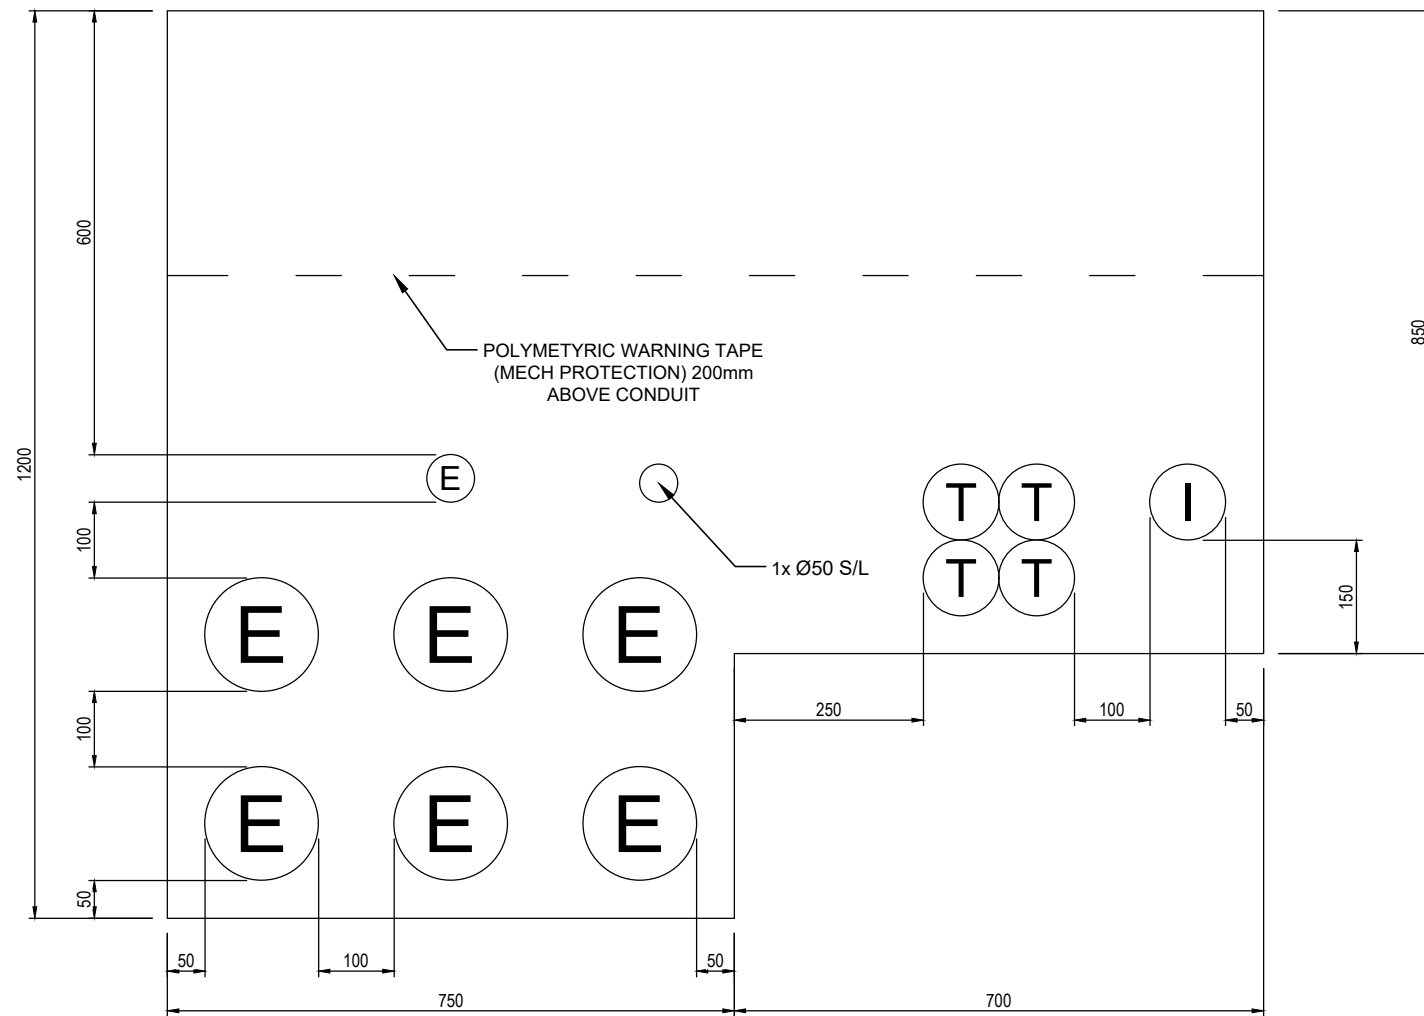 600
850
POLYMETYRIC WARNING TAPE
(MECH PROTECTION) 200mm
ABOVE CONDUIT
1200
E
T T I
100
1x Ø50 S/L
T T
150
E E E
250 100 50
100
E E E
50
50 100 50
750 700